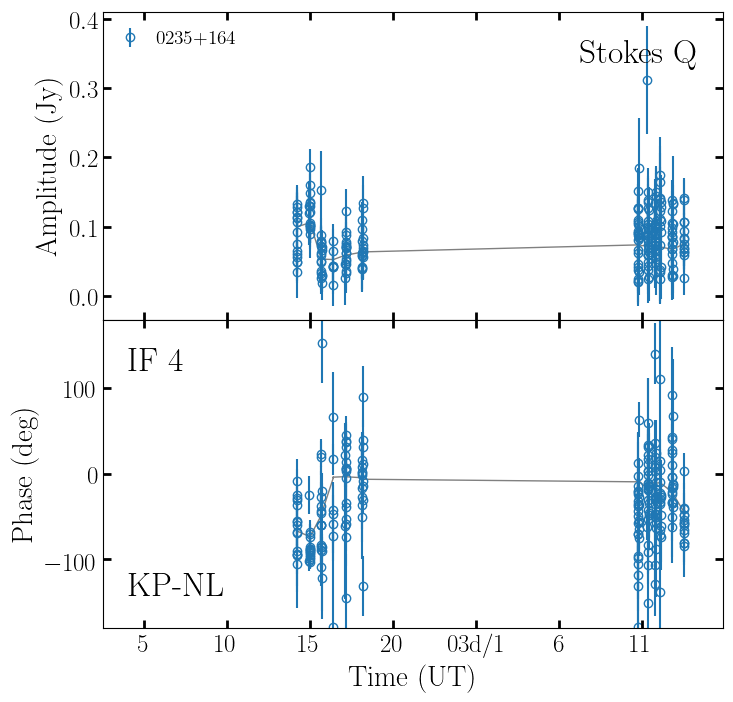 0235+164
Stokes Q
0.4
0.3
0.2
0.1
0.0
Amplitude (Jy)
IF 4
KP-NL
100
0
−100
Phase (deg)
5 10 15 20 03d/1 6 11
Time (UT)